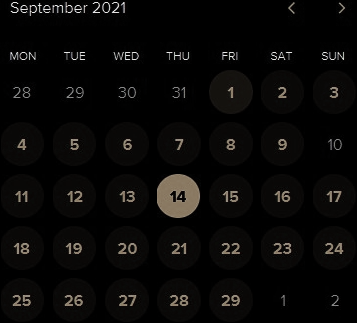 September 2021
MON TUE WED THU FRI SAT SUN
28 29 30 31 1 2 3
4 5 6 7 8 9 10
11 12 13 14 15 16 17
18 19 20 21 22 23 24
25 26 27 28 29 1 2